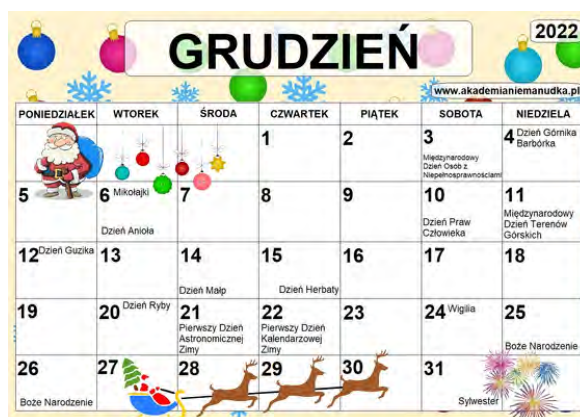 GRUDZIEŃ
2022
www.akademianiemanudka.pl
PONIEDZIAŁEK WTOREK ŚRODA CZWARTEK PIĄTEK SOBOTA NIEDZIELA
1
2
3
Międzynarodowy
Dzień Osób z
Niepełnosprawnościami
4 Dzień Górnika
Barbórka
5
6 Mikołajki
Dzień Anioła
7
8
9
10
Dzień Praw
Człowieka
11
Międzynarodowy
Dzień Terenów
Górskich
12 Dzień Guzika
13
14
Dzień Małp
15
Dzień Herbaty
16
17
18
19
20 Dzień Ryby
21
Pierwszy Dzień
Astronomicznej
Zimy
22
Pierwszy Dzień
Kalendarzowej
Zimy
23
24 Wigilia
25
Boże Narodzenie
26
Boże Narodzenie
27
28
29
30
31
Sylwester